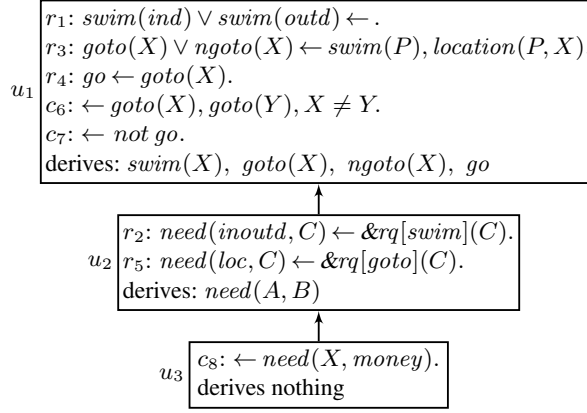 r₁: swim(ind) ∨ swim(outd) ← .
r₃: goto(X) ∨ ngoto(X) ← swim(P), location(P, X)
r₄: go ← goto(X).
u₁
c₆: ← goto(X), goto(Y), X ≠ Y.
c₇: ← not go.
derives: swim(X), goto(X), ngoto(X), go
r₂: need(inoutd, C) ← &rq[swim](C).
u₂ r₅: need(loc, C) ← &rq[goto](C).
derives: need(A, B)
c₈: ← need(X, money).
u₃
derives nothing